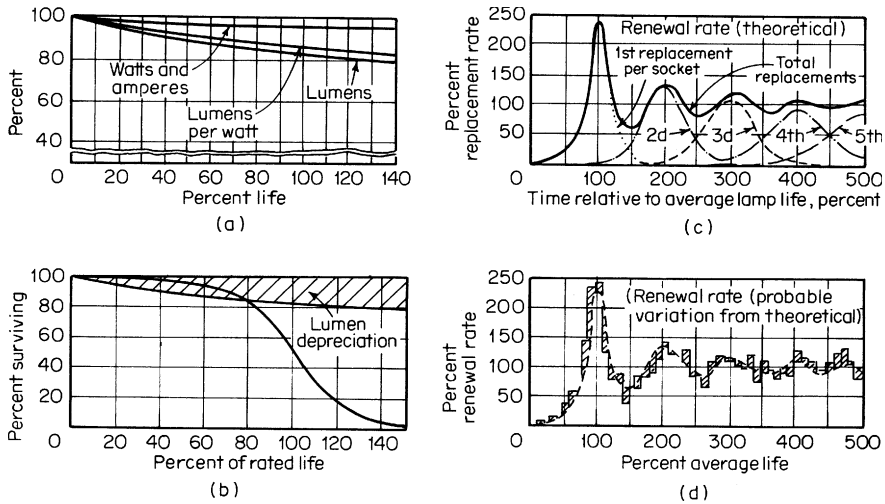 100
80
60
40
Percent
Watts and
amperes
Lumens
per watt
Lumens
0 20 40 60 80 100 120 140
Percent life
(a)
250
200
150
100
50
0
Percent
replacement rate
Renewal rate (theoretical)
1st replacement
per socket
Total
replacements
2d
3d
4th
5th
100 200 300 400 500
Time relative to average lamp life, percent
(c)
100
80
60
40
20
Percent surviving
Lumen
depreciation
0 20 40 60 80 100 120 140
Percent of rated life
(b)
250
200
150
100
50
0
Percent
renewal rate
(Renewal rate (probable
variation from theoretical)
100 200 300 400 500
Percent average life
(d)